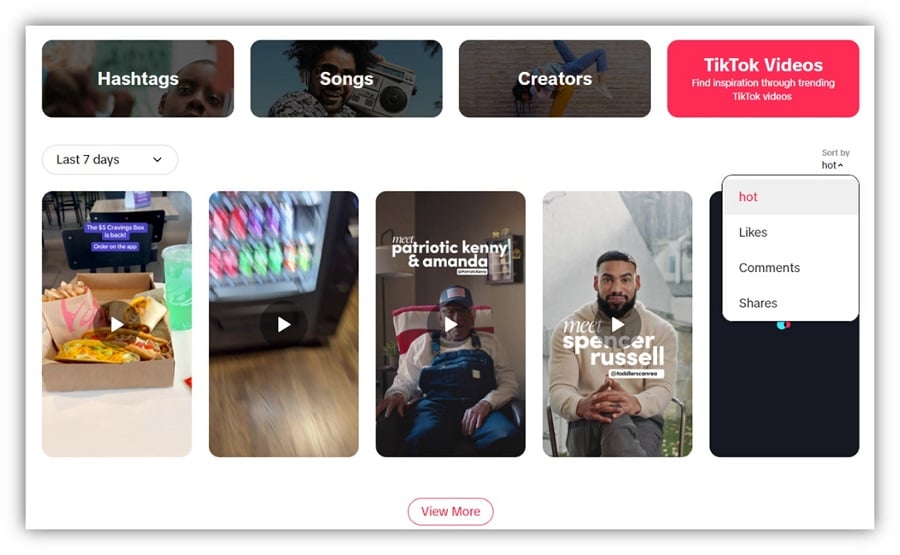 Hashtags
Songs
Creators
TikTok Videos
Find inspiration through trending
TikTok videos
Last 7 days
Sort by
hot
hot
Likes
Comments
Shares
The $5 Cravings Box
is back!
Order on the app
meet
patriotic kenny
& amanda
@PatrioticKenny
meet
spencer
russell
@toddlerscanread
View More